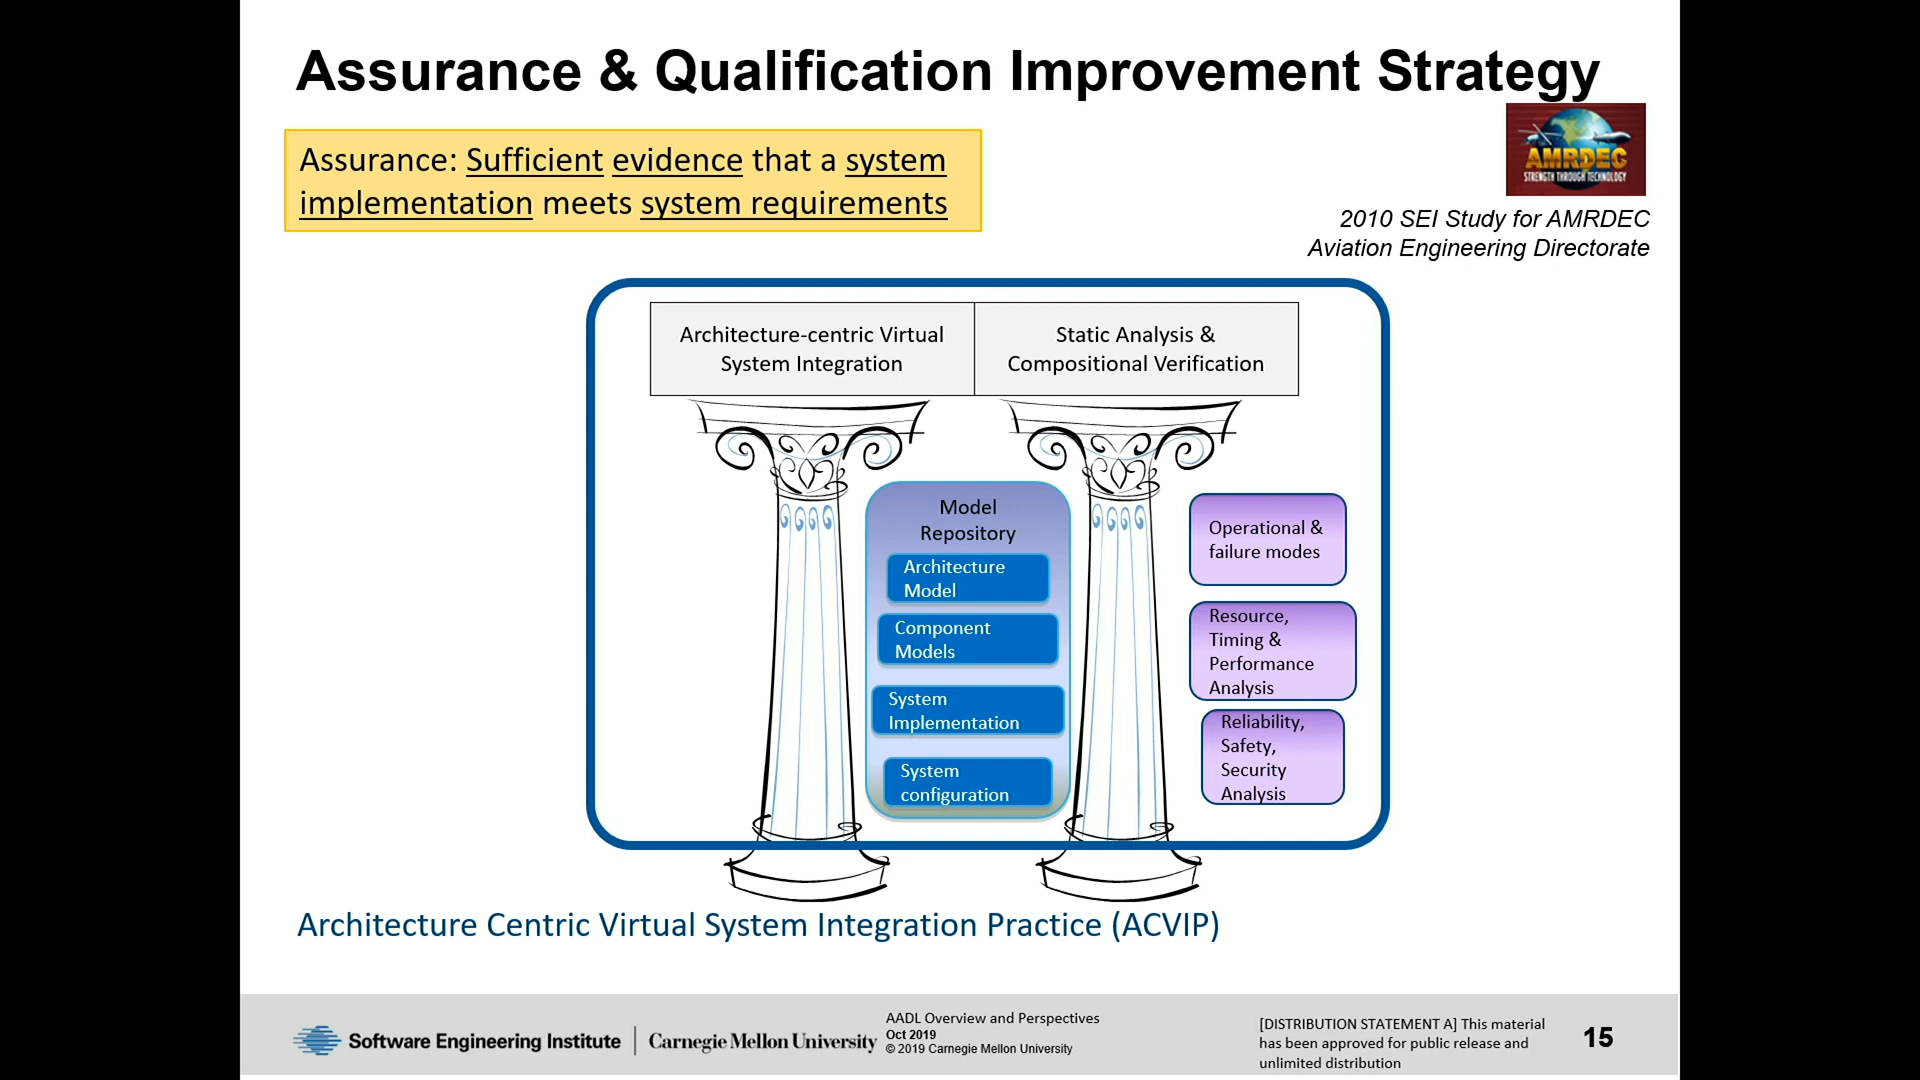 Assurance & Qualification Improvement Strategy
Assurance: Sufficient evidence that a system
implementation meets system requirements
AMRDEC
STRENGTH THROUGH TECHNOLOGY
2010 SEI Study for AMRDEC
Aviation Engineering Directorate
Architecture-centric Virtual
System Integration
Static Analysis &
Compositional Verification
Model
Repository
Architecture
Model
Component
Models
System
Implementation
System
configuration
Operational &
failure modes
Resource,
Timing &
Performance
Analysis
Reliability,
Safety,
Security
Analysis
Architecture Centric Virtual System Integration Practice (ACVIP)
Software Engineering Institute
Carnegie Mellon University
AADL Overview and Perspectives
Oct 2019
© 2019 Carnegie Mellon University
[DISTRIBUTION STATEMENT A] This material
has been approved for public release and
unlimited distribution
15